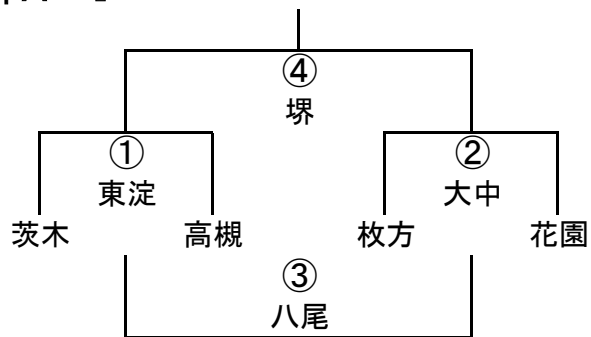 ④
堺
① ②
東淀 大中
茨木 高槻 枚方 花園
③
八尾